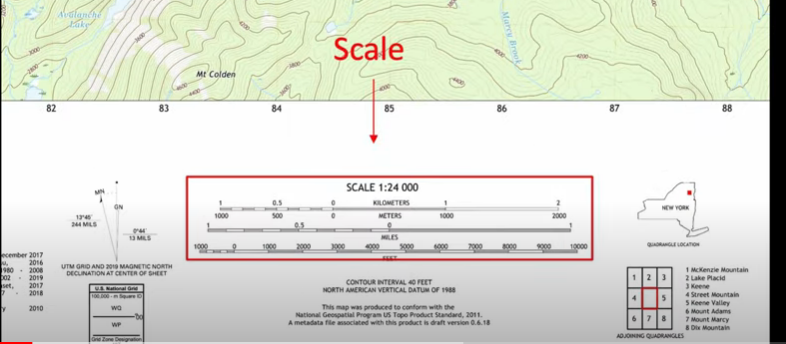 Avalanche
Lake
Marcy Brook
Scale
Mt Colden
82 83 84 85 86 87 88
MN
GN
13°45'
244 MILS
0°44'
13 MILS
UTM GRID AND 2019 MAGNETIC NORTH
DECLINATION AT CENTER OF SHEET
SCALE 1:24 000
1 0.5 0 KILOMETERS 1 2
1000 500 0 METERS 1000 2000
1 0.5 0 1
MILES
1000 0 1000 2000 3000 4000 5000 6000 7000 8000 9000 10000
FEET
NEW YORK
QUADRANGLE LOCATION
ecember 2017
2016
1980 - 2008
2019
2017
2018
2010
U.S. National Grid
100,000 - m Square ID
WG
WP
Grid Zone Designation
CONTOUR INTERVAL 40 FEET
NORTH AMERICAN VERTICAL DATUM OF 1988
This map was produced to conform with the
National Geospatial Program US Topo Product Standard, 2011.
A metadata file associated with this product is draft version 0.6.18
1 2 3
4 5
6 7 8
ADJOINING QUADRANGLES
1 McKenzie Mountain
2 Lake Placid
3 Keene
4 Street Mountain
5 Keene Valley
6 Mount Adams
7 Mount Marcy
8 Dix Mountain